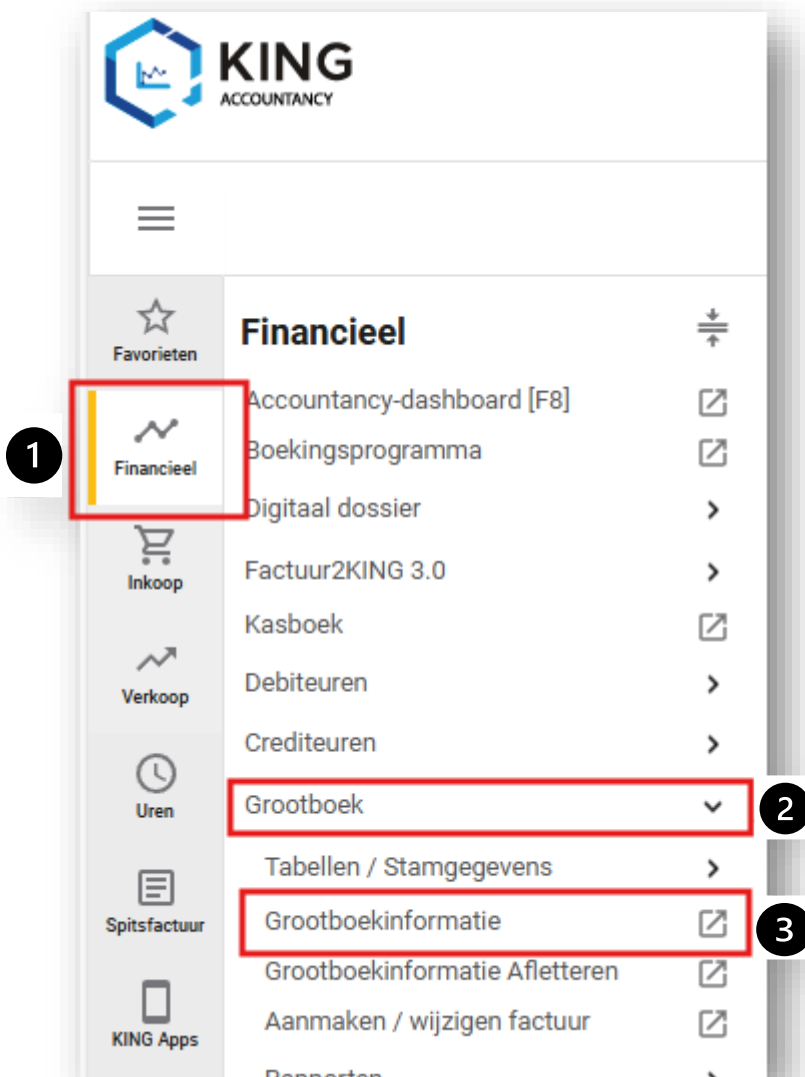 KING
ACCOUNTANCY
Favorieten
Financieel
Inkoop
Verkoop
Uren
Spitsfactuur
KING Apps
1
Financieel
Accountancy-dashboard [F8]
Boekingsprogramma
Digitaal dossier
Factuur2KING 3.0
Kasboek
Debiteuren
Crediteuren
Grootboek
2
Tabellen / Stamgegevens
Grootboekinformatie
3
Grootboekinformatie Afletteren
Aanmaken / wijzigen factuur